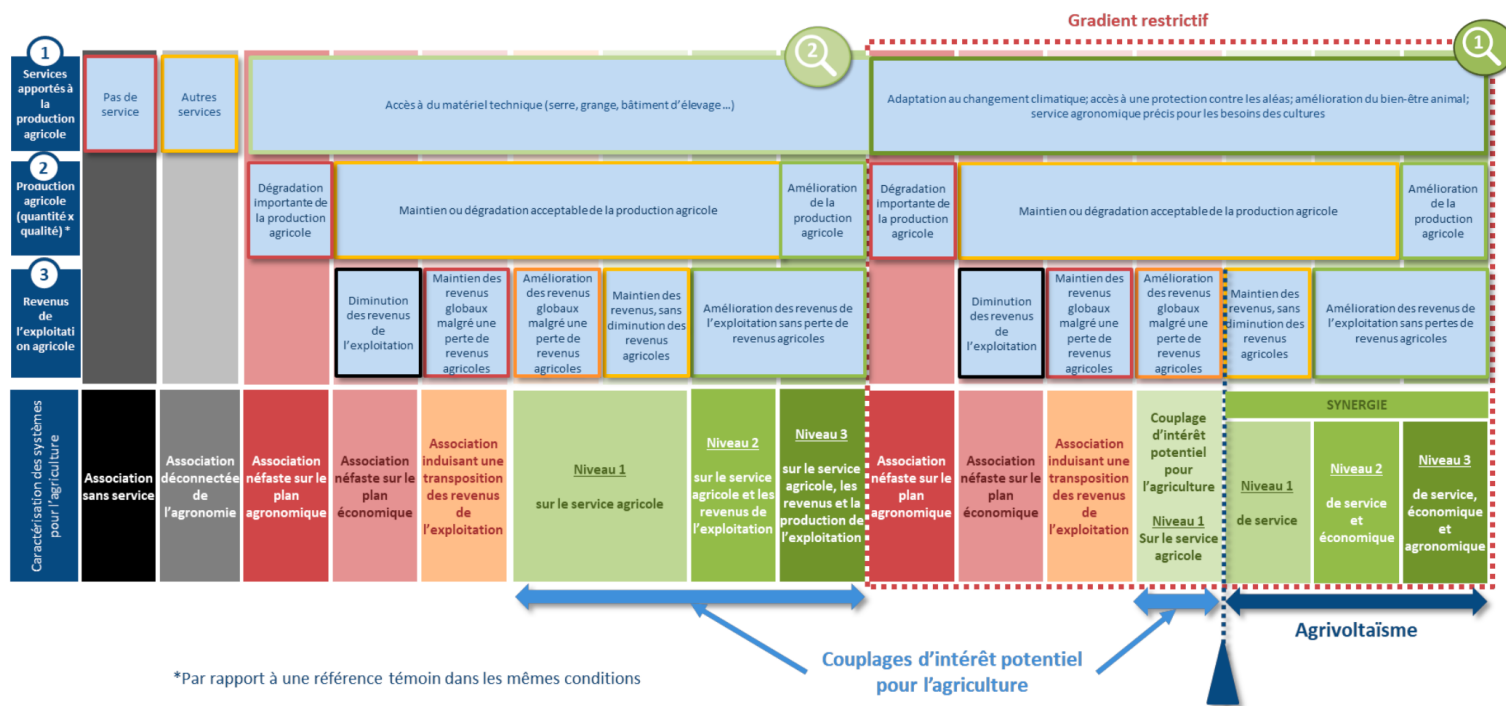 Gradient restrictif
1
Services
apportés à
la
production
agricole
Pas de
service
Autres
services
Accès à du matériel technique (serre, grange, bâtiment d'élevage ...)
2
Adaptation au changement climatique; accès à une protection contre les aléas; amélioration du bien-être animal;
service agronomique précis pour les besoins des cultures
1
2
Production
agricole
(quantité x
qualité) *
Dégradation
importante de
la production
agricole
Maintien ou dégradation acceptable de la production agricole
Amélioration
de la
production
agricole
Dégradation
importante de
la production
agricole
Maintien ou dégradation acceptable de la production agricole
Amélioration
de la
production
agricole
3
Revenus
de
l'exploitati
on agricole
Diminution
des revenus
de
l'exploitation
Maintien des
revenus
globaux
malgré une
perte de
revenus
agricoles
Amélioration
des revenus
globaux
malgré une
perte de
revenus
agricoles
Maintien des
revenus, sans
diminution des
revenus
agricoles
Amélioration des revenus de
l'exploitation sans perte de
revenus agricoles
Diminution
des revenus
de
l'exploitation
Maintien des
revenus
globaux
malgré une
perte de
revenus
agricoles
Amélioration
des revenus
globaux
malgré une
perte de
revenus
agricoles
Maintien des
revenus, sans
diminution des
revenus
agricoles
Amélioration des revenus de
l'exploitation sans pertes de
revenus agricoles
Caractérisation des systèmes
pour l'agriculture
Association
sans service
Association
déconnectée
de
l'agronomie
Association
néfaste sur le
plan
agronomique
Association
néfaste sur le
plan
économique
Association
induisant une
transposition
des revenus
de
l'exploitation
Niveau 1
sur le service agricole
Niveau 2
sur le service
agricole et les
revenus de
l'exploitation
Niveau 3
sur le service
agricole, les
revenus et la
production de
l'exploitation
Association
néfaste sur le
plan
agronomique
Association
néfaste sur le
plan
économique
Association
induisant une
transposition
des revenus
de
l'exploitation
Couplage
d'intérêt
potentiel
pour
l'agriculture
Niveau 1
Sur le service
agricole
SYNERGIE
Niveau 1
de service
Niveau 2
de service
et
économique
Niveau 3
de service,
économique
et
agronomique
Agrivoltaïsme
Couplages d'intérêt potentiel
pour l'agriculture
*Par rapport à une référence témoin dans les mêmes conditions